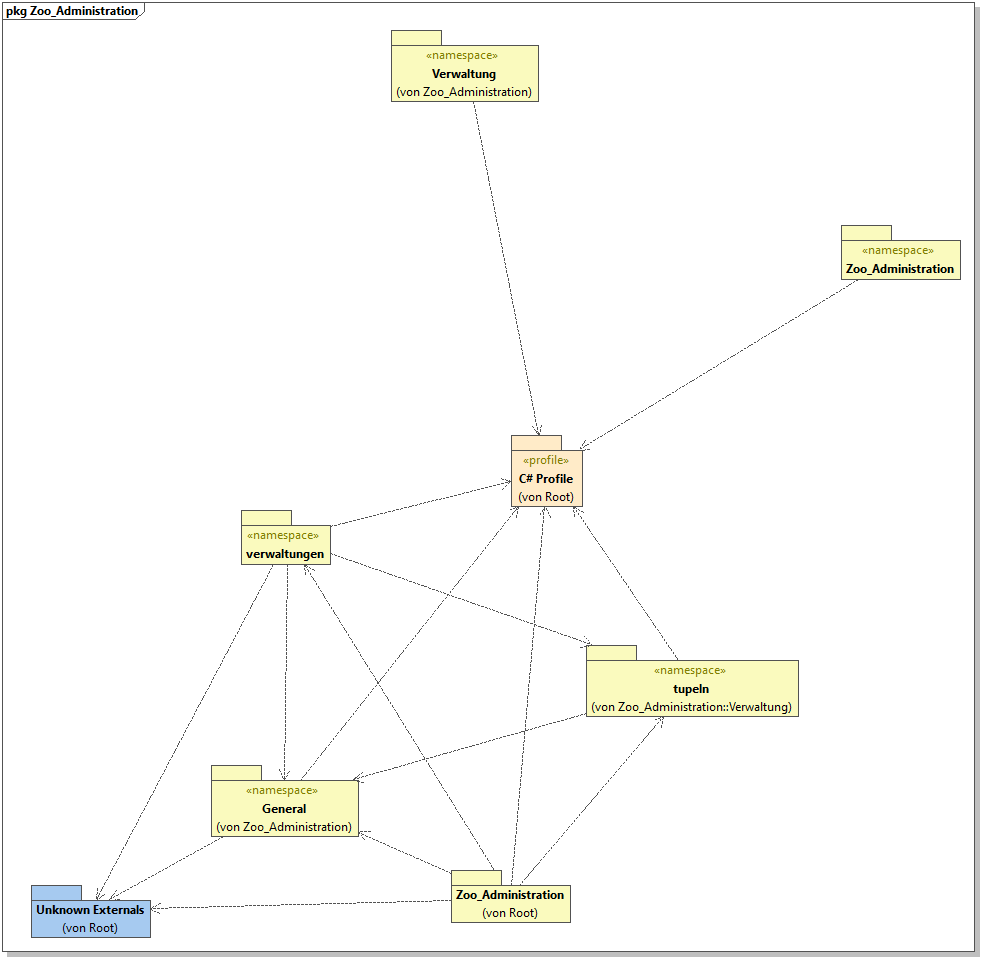 pkg Zoo_Administration
«namespace»
Verwaltung
(von Zoo_Administration)
«namespace»
Zoo_Administration
«profile»
C# Profile
(von Root)
«namespace»
verwaltungen
«namespace»
tupeln
(von Zoo_Administration::Verwaltung)
«namespace»
General
(von Zoo_Administration)
Zoo_Administration
(von Root)
Unknown Externals
(von Root)